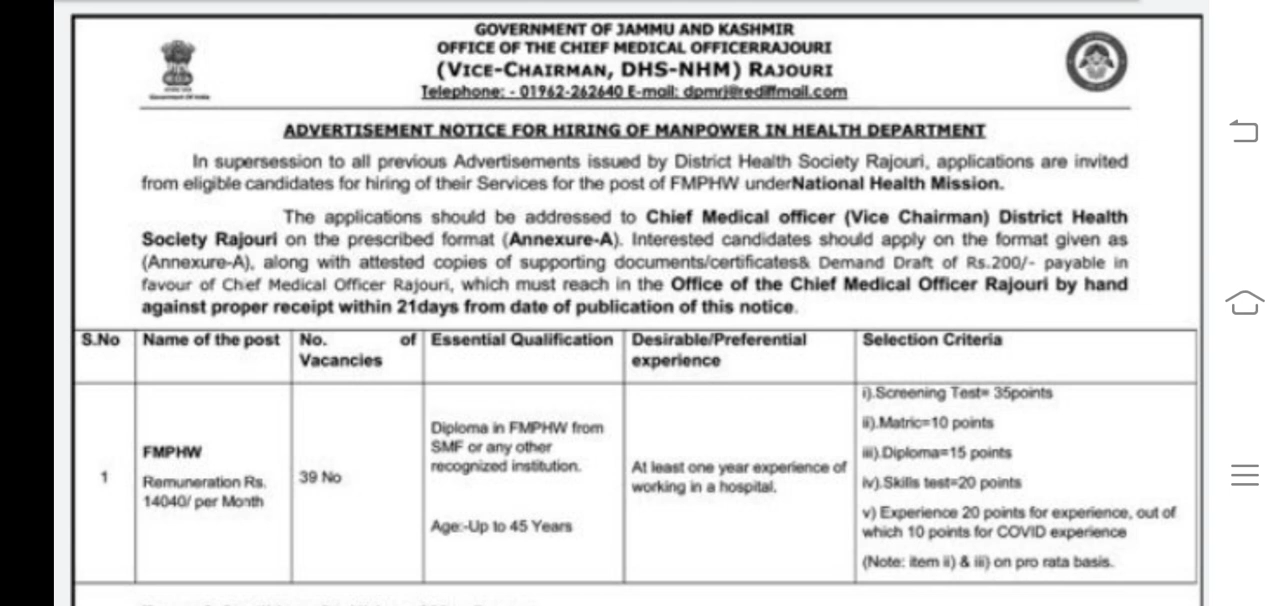 GOVERNMENT OF JAMMU AND KASHMIR
OFFICE OF THE CHIEF MEDICAL OFFICERRAJOURI
(VICE-CHAIRMAN, DHS-NHM) RAJOURI
Telephone: - 01962-262640 E-mail: dpmrj@rediffmail.com
ADVERTISEMENT NOTICE FOR HIRING OF MANPOWER IN HEALTH DEPARTMENT
In supersession to all previous Advertisements issued by District Health Society Rajouri, applications are invited
from eligible candidates for hiring of their Services for the post of FMPHW underNational Health Mission.
The applications should be addressed to Chief Medical officer (Vice Chairman) District Health
Society Rajouri on the prescribed format (Annexure-A). Interested candidates should apply on the format given as
(Annexure-A), along with attested copies of supporting documents/certificates& Demand Draft of Rs.200/- payable in
favour of Chief Medical Officer Rajouri, which must reach in the Office of the Chief Medical Officer Rajouri by hand
against proper receipt within 21days from date of publication of this notice.
S.No Name of the post No. of Vacancies Essential Qualification Desirable/Preferential experience Selection Criteria
1
FMPHW
Remuneration Rs.
14040/ per Month
39 No
Diploma in FMPHW from
SMF or any other
recognized institution.
Age:-Up to 45 Years
At least one year experience of
working in a hospital.
i).Screening Test= 35points
ii).Matric=10 points
iii).Diploma=15 points
iv).Skills test=20 points
v) Experience 20 points for experience, out of
which 10 points for COVID experience
(Note: item ii) & iii) on pro rata basis.